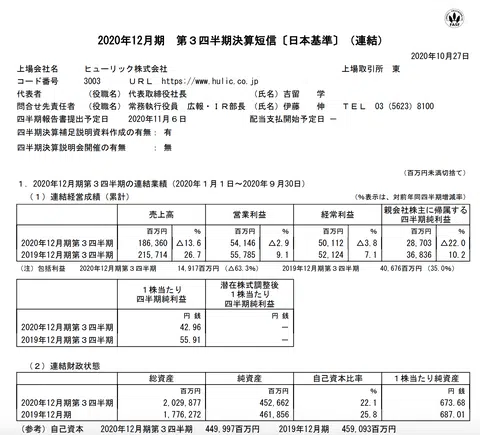 FASF
2020年12月期　第３四半期決算短信〔日本基準〕（連結）
2020年10月27日
上場会社名　ヒューリック株式会社　上場取引所　東
コード番号　3003　ＵＲＬ　https://www.hulic.co.jp
代表者　（役職名）代表取締役社長　（氏名）吉留　学
問合せ先責任者　（役職名）常務執行役員　広報・ＩＲ部長　（氏名）伊藤　伸　ＴＥＬ　03（5623）8100
四半期報告書提出予定日　2020年11月６日　配当支払開始予定日　－
四半期決算補足説明資料作成の有無：　有
四半期決算説明会開催の有無　：　無
（百万円未満切捨て）
１．2020年12月期第３四半期の連結業績（2020年１月１日～2020年９月30日）
（１）連結経営成績（累計）　（％表示は、対前年同四半期増減率）
売上高　営業利益　経常利益　親会社株主に帰属する四半期純利益
百万円　％　百万円　％　百万円　％　百万円　％
2020年12月期第３四半期　186,360　△13.6　54,146　△2.9　50,112　△3.8　28,703　△22.0
2019年12月期第３四半期　215,714　26.7　55,785　9.1　52,124　7.1　36,836　10.2
（注）包括利益　2020年12月期第３四半期　14,917百万円（△63.3％）　2019年12月期第３四半期　40,676百万円（35.0％）
１株当たり四半期純利益　潜在株式調整後１株当たり四半期純利益
円 銭　円 銭
2020年12月期第３四半期　42.96　－
2019年12月期第３四半期　55.91　－
（２）連結財政状態
総資産　純資産　自己資本比率　１株当たり純資産
百万円　百万円　％　円 銭
2020年12月期第３四半期　2,029,877　452,662　22.1　673.68
2019年12月期　1,776,272　461,856　25.8　687.01
（参考）自己資本　2020年12月期第３四半期　449,997百万円　2019年12月期　459,093百万円